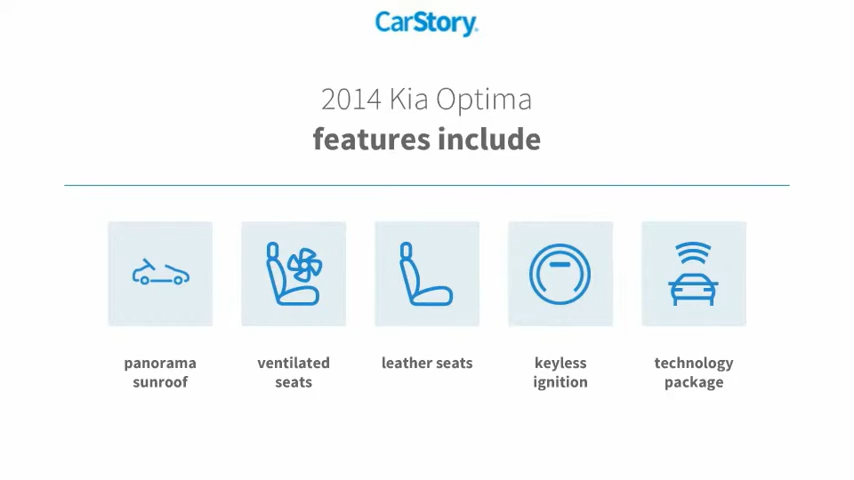 CarStory
2014 Kia Optima
features include
panorama
sunroof
ventilated
seats
leather seats
keyless
ignition
technology
package